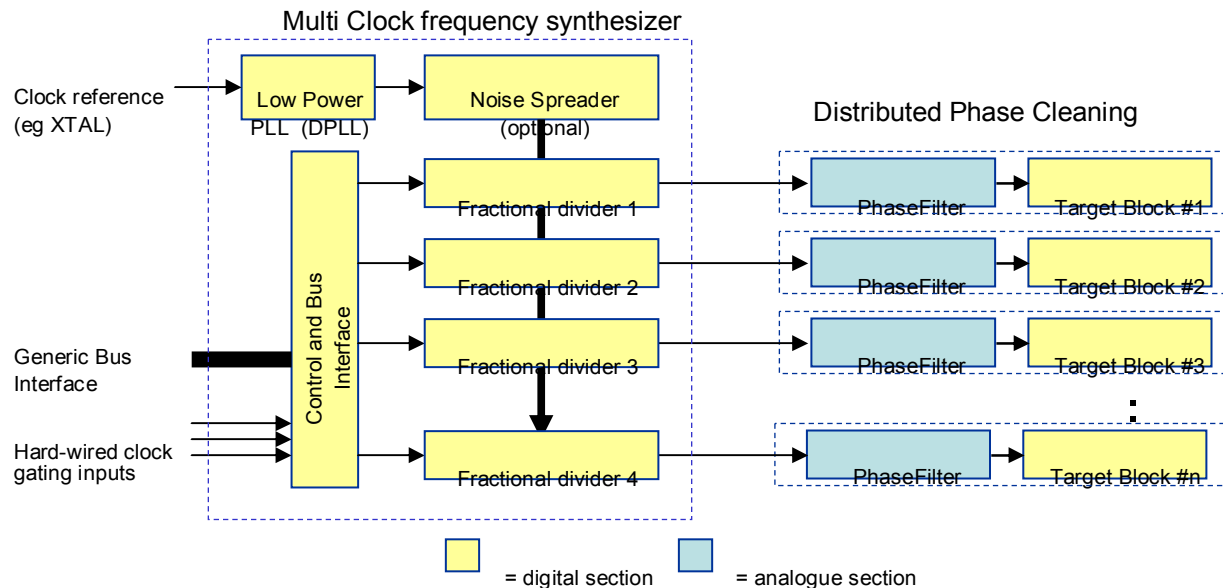 Multi Clock frequency synthesizer
Clock reference
(eg XTAL)
Low Power
PLL (DPLL)
Noise Spreader
(optional)
Distributed Phase Cleaning
Control and Bus
Interface
Fractional divider 1
PhaseFilter
Target Block #1
Fractional divider 2
PhaseFilter
Target Block #2
Fractional divider 3
PhaseFilter
Target Block #3
Generic Bus
Interface
Hard-wired clock
gating inputs
Fractional divider 4
PhaseFilter
Target Block #n
= digital section
= analogue section